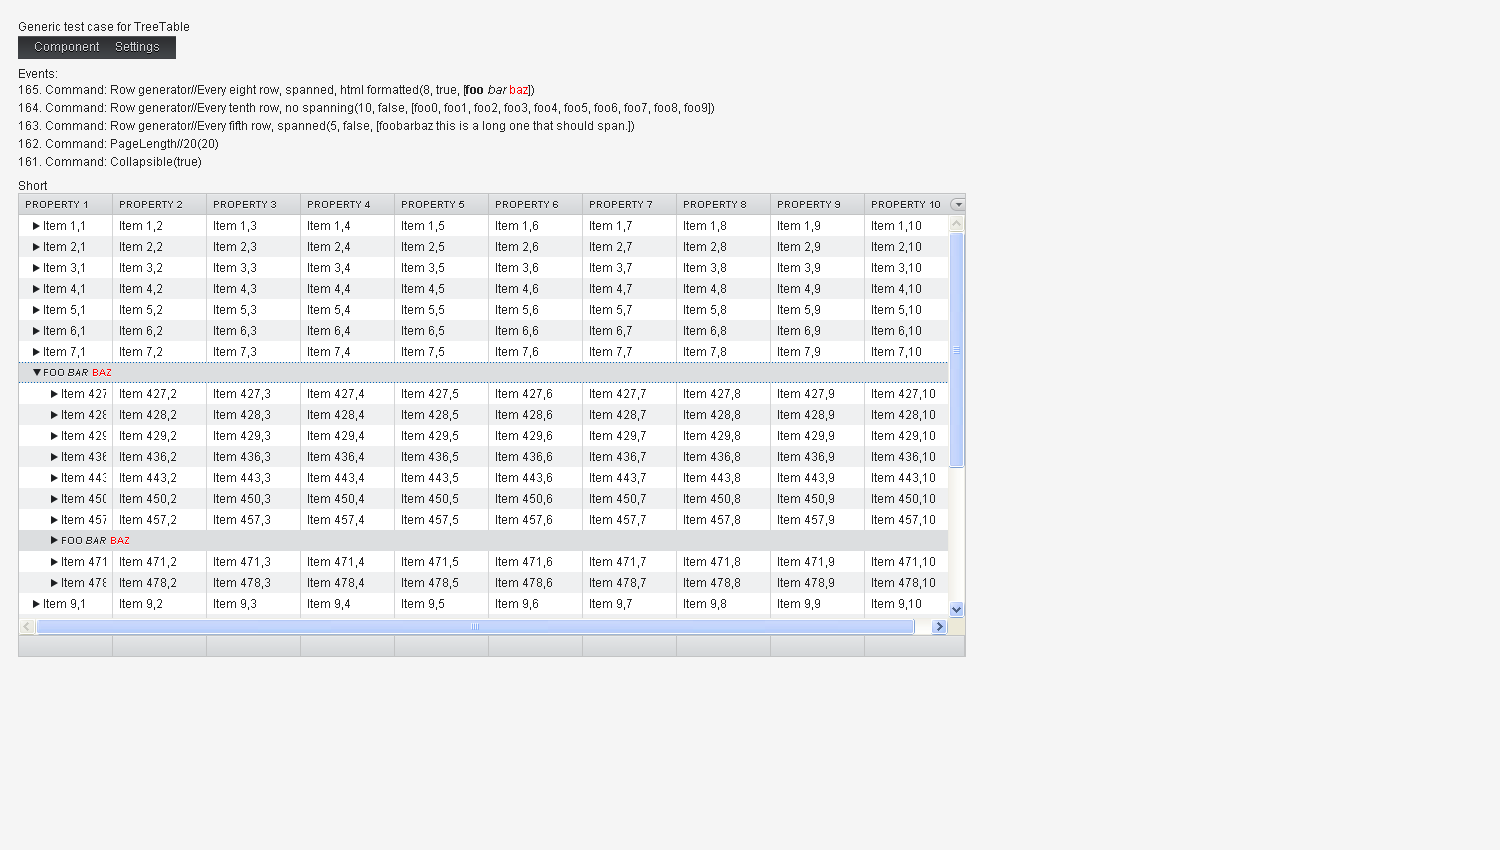 Generic test case for TreeTable
Component Settings
Events:
165. Command: Row generator//Every eight row, spanned, html formatted(8, true, [foo bar baz])
164. Command: Row generator//Every tenth row, no spanning(10, false, [foo0, foo1, foo2, foo3, foo4, foo5, foo6, foo7, foo8, foo9])
163. Command: Row generator//Every fifth row, spanned(5, false, [foobarbaz this is a long one that should span.])
162. Command: PageLength//20(20)
161. Command: Collapsible(true)
Short
PROPERTY 1 PROPERTY 2 PROPERTY 3 PROPERTY 4 PROPERTY 5 PROPERTY 6 PROPERTY 7 PROPERTY 8 PROPERTY 9 PROPERTY 10
Item 1,1 Item 1,2 Item 1,3 Item 1,4 Item 1,5 Item 1,6 Item 1,7 Item 1,8 Item 1,9 Item 1,10
Item 2,1 Item 2,2 Item 2,3 Item 2,4 Item 2,5 Item 2,6 Item 2,7 Item 2,8 Item 2,9 Item 2,10
Item 3,1 Item 3,2 Item 3,3 Item 3,4 Item 3,5 Item 3,6 Item 3,7 Item 3,8 Item 3,9 Item 3,10
Item 4,1 Item 4,2 Item 4,3 Item 4,4 Item 4,5 Item 4,6 Item 4,7 Item 4,8 Item 4,9 Item 4,10
Item 5,1 Item 5,2 Item 5,3 Item 5,4 Item 5,5 Item 5,6 Item 5,7 Item 5,8 Item 5,9 Item 5,10
Item 6,1 Item 6,2 Item 6,3 Item 6,4 Item 6,5 Item 6,6 Item 6,7 Item 6,8 Item 6,9 Item 6,10
Item 7,1 Item 7,2 Item 7,3 Item 7,4 Item 7,5 Item 7,6 Item 7,7 Item 7,8 Item 7,9 Item 7,10
FOO BAR BAZ
Item 427 Item 427,2 Item 427,3 Item 427,4 Item 427,5 Item 427,6 Item 427,7 Item 427,8 Item 427,9 Item 427,10
Item 428 Item 428,2 Item 428,3 Item 428,4 Item 428,5 Item 428,6 Item 428,7 Item 428,8 Item 428,9 Item 428,10
Item 429 Item 429,2 Item 429,3 Item 429,4 Item 429,5 Item 429,6 Item 429,7 Item 429,8 Item 429,9 Item 429,10
Item 436 Item 436,2 Item 436,3 Item 436,4 Item 436,5 Item 436,6 Item 436,7 Item 436,8 Item 436,9 Item 436,10
Item 443 Item 443,2 Item 443,3 Item 443,4 Item 443,5 Item 443,6 Item 443,7 Item 443,8 Item 443,9 Item 443,10
Item 450 Item 450,2 Item 450,3 Item 450,4 Item 450,5 Item 450,6 Item 450,7 Item 450,8 Item 450,9 Item 450,10
Item 457 Item 457,2 Item 457,3 Item 457,4 Item 457,5 Item 457,6 Item 457,7 Item 457,8 Item 457,9 Item 457,10
FOO BAR BAZ
Item 471 Item 471,2 Item 471,3 Item 471,4 Item 471,5 Item 471,6 Item 471,7 Item 471,8 Item 471,9 Item 471,10
Item 478 Item 478,2 Item 478,3 Item 478,4 Item 478,5 Item 478,6 Item 478,7 Item 478,8 Item 478,9 Item 478,10
Item 9,1 Item 9,2 Item 9,3 Item 9,4 Item 9,5 Item 9,6 Item 9,7 Item 9,8 Item 9,9 Item 9,10